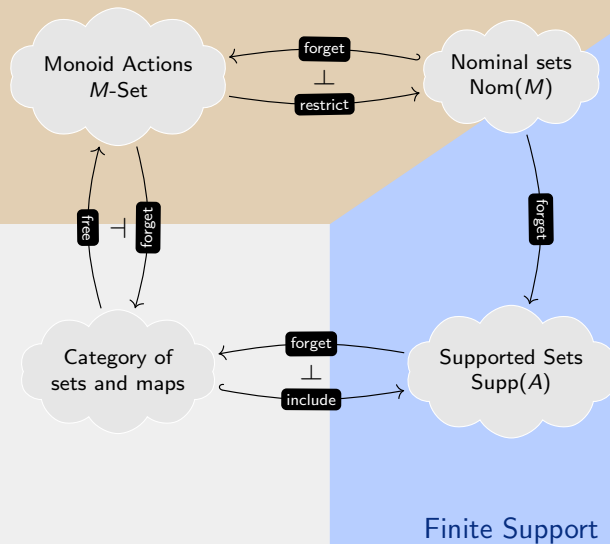 Monoid Actions
M-Set
forget
⊥
restrict
Nominal sets
Nom(M)
free
⊣
forget
forget
Category of
sets and maps
forget
⊥
include
Supported Sets
Supp(A)
Finite Support